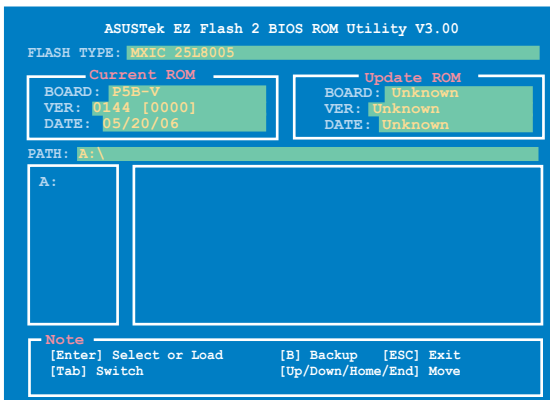 ASUSTek EZ Flash 2 BIOS ROM Utility V3.00
FLASH TYPE: MXIC 25L8005
Current ROM
BOARD: P5B-V
VER: 0144 [0000]
DATE: 05/20/06
Update ROM
BOARD: Unknown
VER: Unknown
DATE: Unknown
PATH: A:\
A:
Note
[Enter] Select or Load [B] Backup [ESC] Exit
[Tab] Switch [Up/Down/Home/End] Move